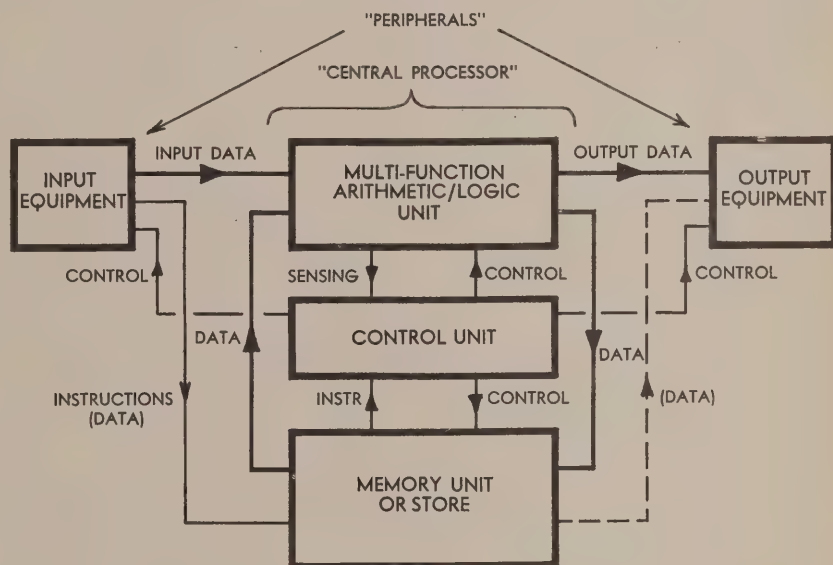 "PERIPHERALS"
"CENTRAL PROCESSOR"
INPUT DATA
OUTPUT DATA
INPUT
EQUIPMENT
MULTI-FUNCTION
ARITHMETIC/LOGIC
UNIT
OUTPUT
EQUIPMENT
CONTROL
SENSING
CONTROL
CONTROL
DATA
CONTROL UNIT
DATA
INSTRUCTIONS
(DATA)
INSTR
CONTROL
(DATA)
MEMORY UNIT
OR STORE